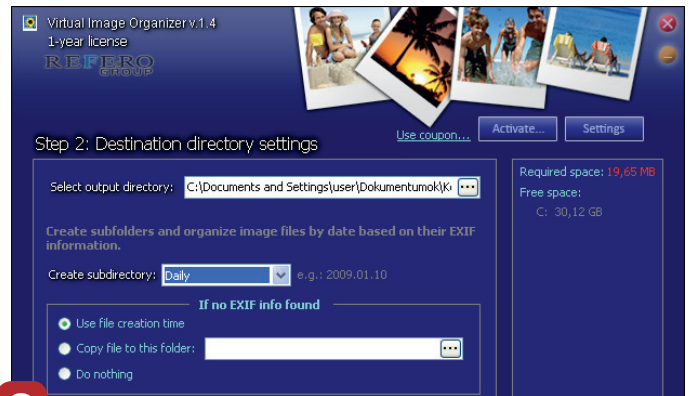 Virtual Image Organizer v.1.4
1-year license
REFERO
GROUP
Use coupon...
Activate...
Settings
Step 2: Destination directory settings
Select output directory: C:\Documents and Settings\user\Dokumentumok\K
Required space: 19,65 MB
Free space:
C: 30,12 GB
Create subfolders and organize image files by date based on their EXIF
information.
Create subdirectory: Daily e.g.: 2009.01.10
If no EXIF info found
Use file creation time
Copy file to this folder:
Do nothing